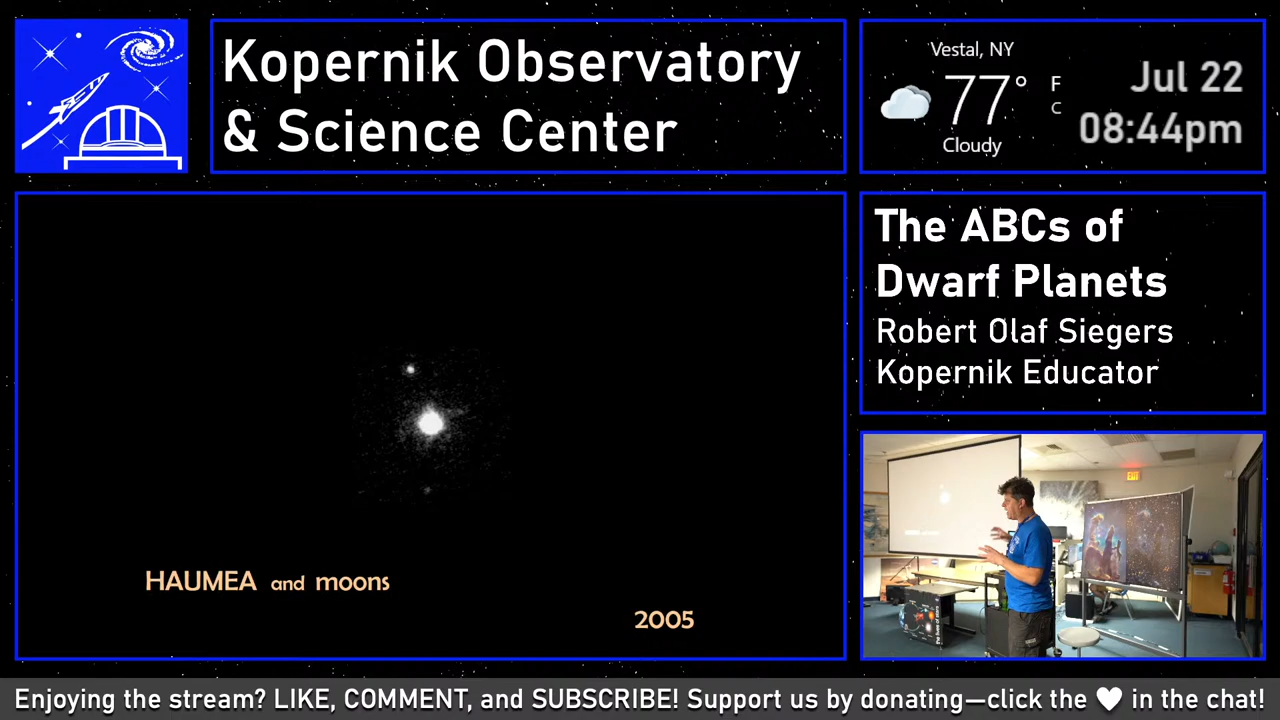 Kopernik Observatory
& Science Center
Vestal, NY
77°
F
C
Cloudy
Jul 22
08:44pm
The ABCs of
Dwarf Planets
Robert Olaf Siegers
Kopernik Educator
HAUMEA and moons
2005
EXIT
Enjoying the stream? LIKE, COMMENT, and SUBSCRIBE! Support us by donating—click the ♥ in the chat!